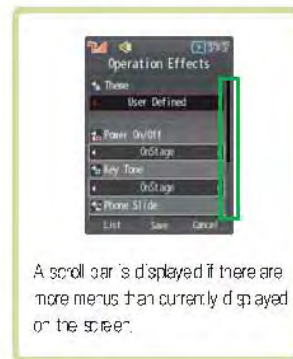 Operation Effects
Theme
User Defined
Power On/Off
OnStage
Key Tone
OnStage
Phone Slide
List Save Cancel
A scroll bar is displayed if there are
more menus than currently displayed
on the screen.